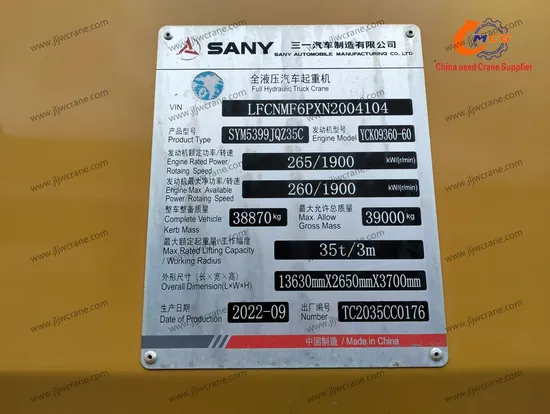 SANY 三一汽车制造有限公司
SANY AUTOMOBILE MANUFACTURING CO.,LTD
MCC
China used Crane Supplier
全液压汽车起重机
Full Hydraulic Truck Crane
VIN LFCNMF6PXN2004104
产品型号 Product Type SYM5399JQZ35C 发动机型号 Engine Model YCK09360-60
发动机额定功率/转速 Engine Rated Power Rotaing Speed 265/1900 kW/(r/min)
发动机最大净功率/转速 Engine Max.Available Power/Rotaing Speed 260/1900 kW/(r/min)
整车整备质量 Complete Vehicle Kerb Mass 38870kg 最大允许总质量 Max. Allow Gross Mass 39000kg
最大额定起重量/工作幅度 Max Rated Lifting Capacity / Working Radius 35t/3m
外形尺寸(长×宽×高) Overall Dimension(L×W×H) 13630mmX2650mmX3700mm
生产日期 Date of Production 2022-09 出厂编号 Serial Number TC2035CC0176
中国制造 / Made in China
www.jljwcrane.com